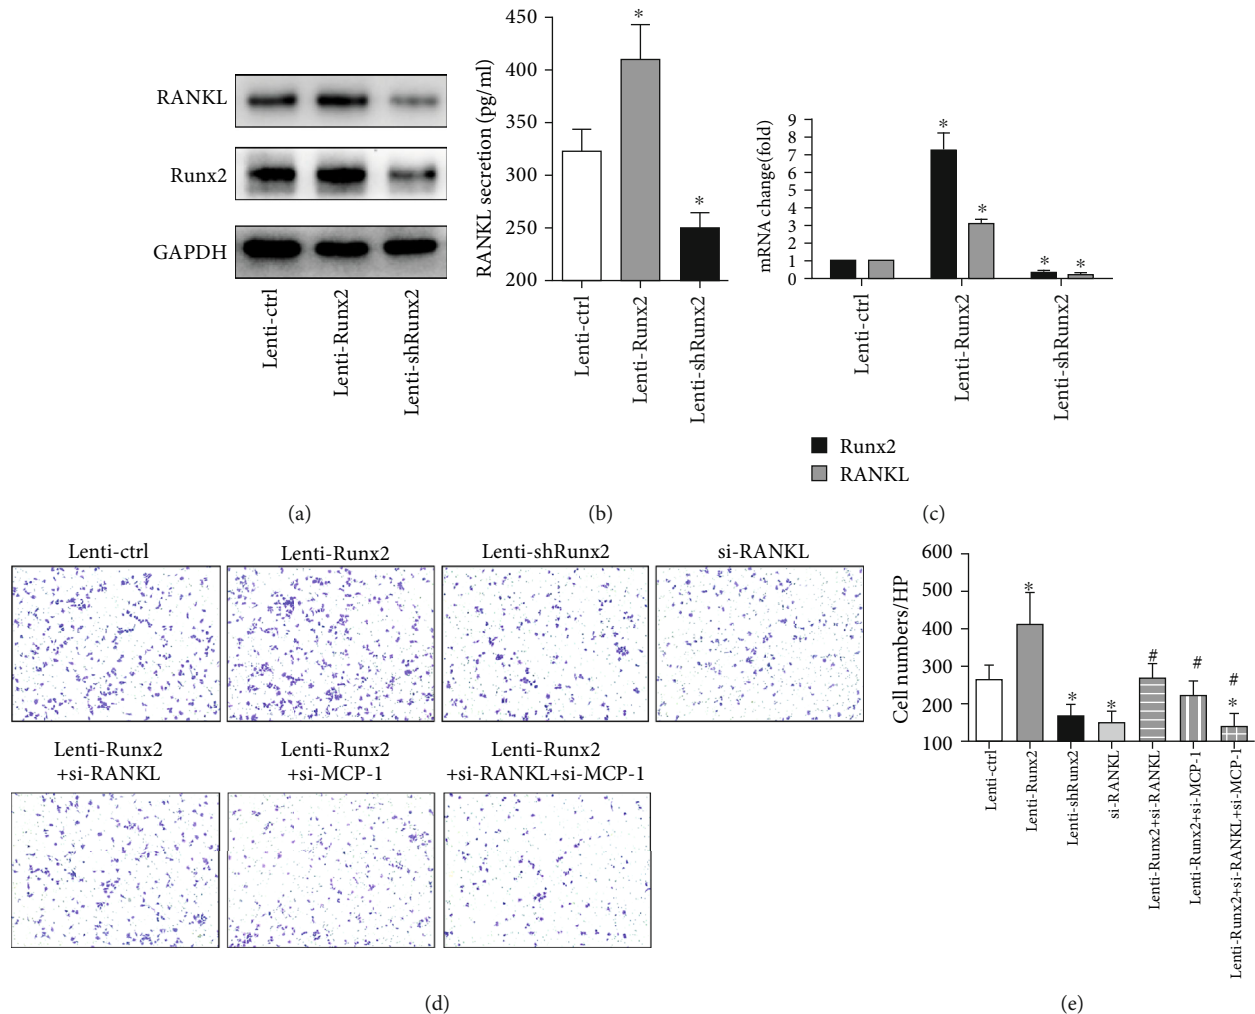 RANKL
Runx2
GAPDH
Lenti-ctrl
Lenti-Runx2
Lenti-shRunx2
(a)
RANKL secretion (pg/ml)
450
400
350
300
250
200
*
*
Lenti-ctrl
Lenti-Runx2
Lenti-shRunx2
(b)
mRNA change(fold)
9
8
7
6
5
4
3
2
1
0
*
*
*
*
Lenti-ctrl
Lenti-Runx2
Lenti-shRunx2
Runx2
RANKL
(c)
Lenti-ctrl
Lenti-Runx2
Lenti-shRunx2
si-RANKL
Lenti-Runx2
+si-RANKL
Lenti-Runx2
+si-MCP-1
Lenti-Runx2
+si-RANKL+si-MCP-1
(d)
Cell numbers/HP
600
500
400
300
200
100
*
*
*
#
#
#
*
Lenti-ctrl
Lenti-Runx2
Lenti-shRunx2
si-RANKL
Lenti-Runx2+si-RANKL
Lenti-Runx2+si-MCP-1
Lenti-Runx2+si-RANKL+si-MCP-1
(e)